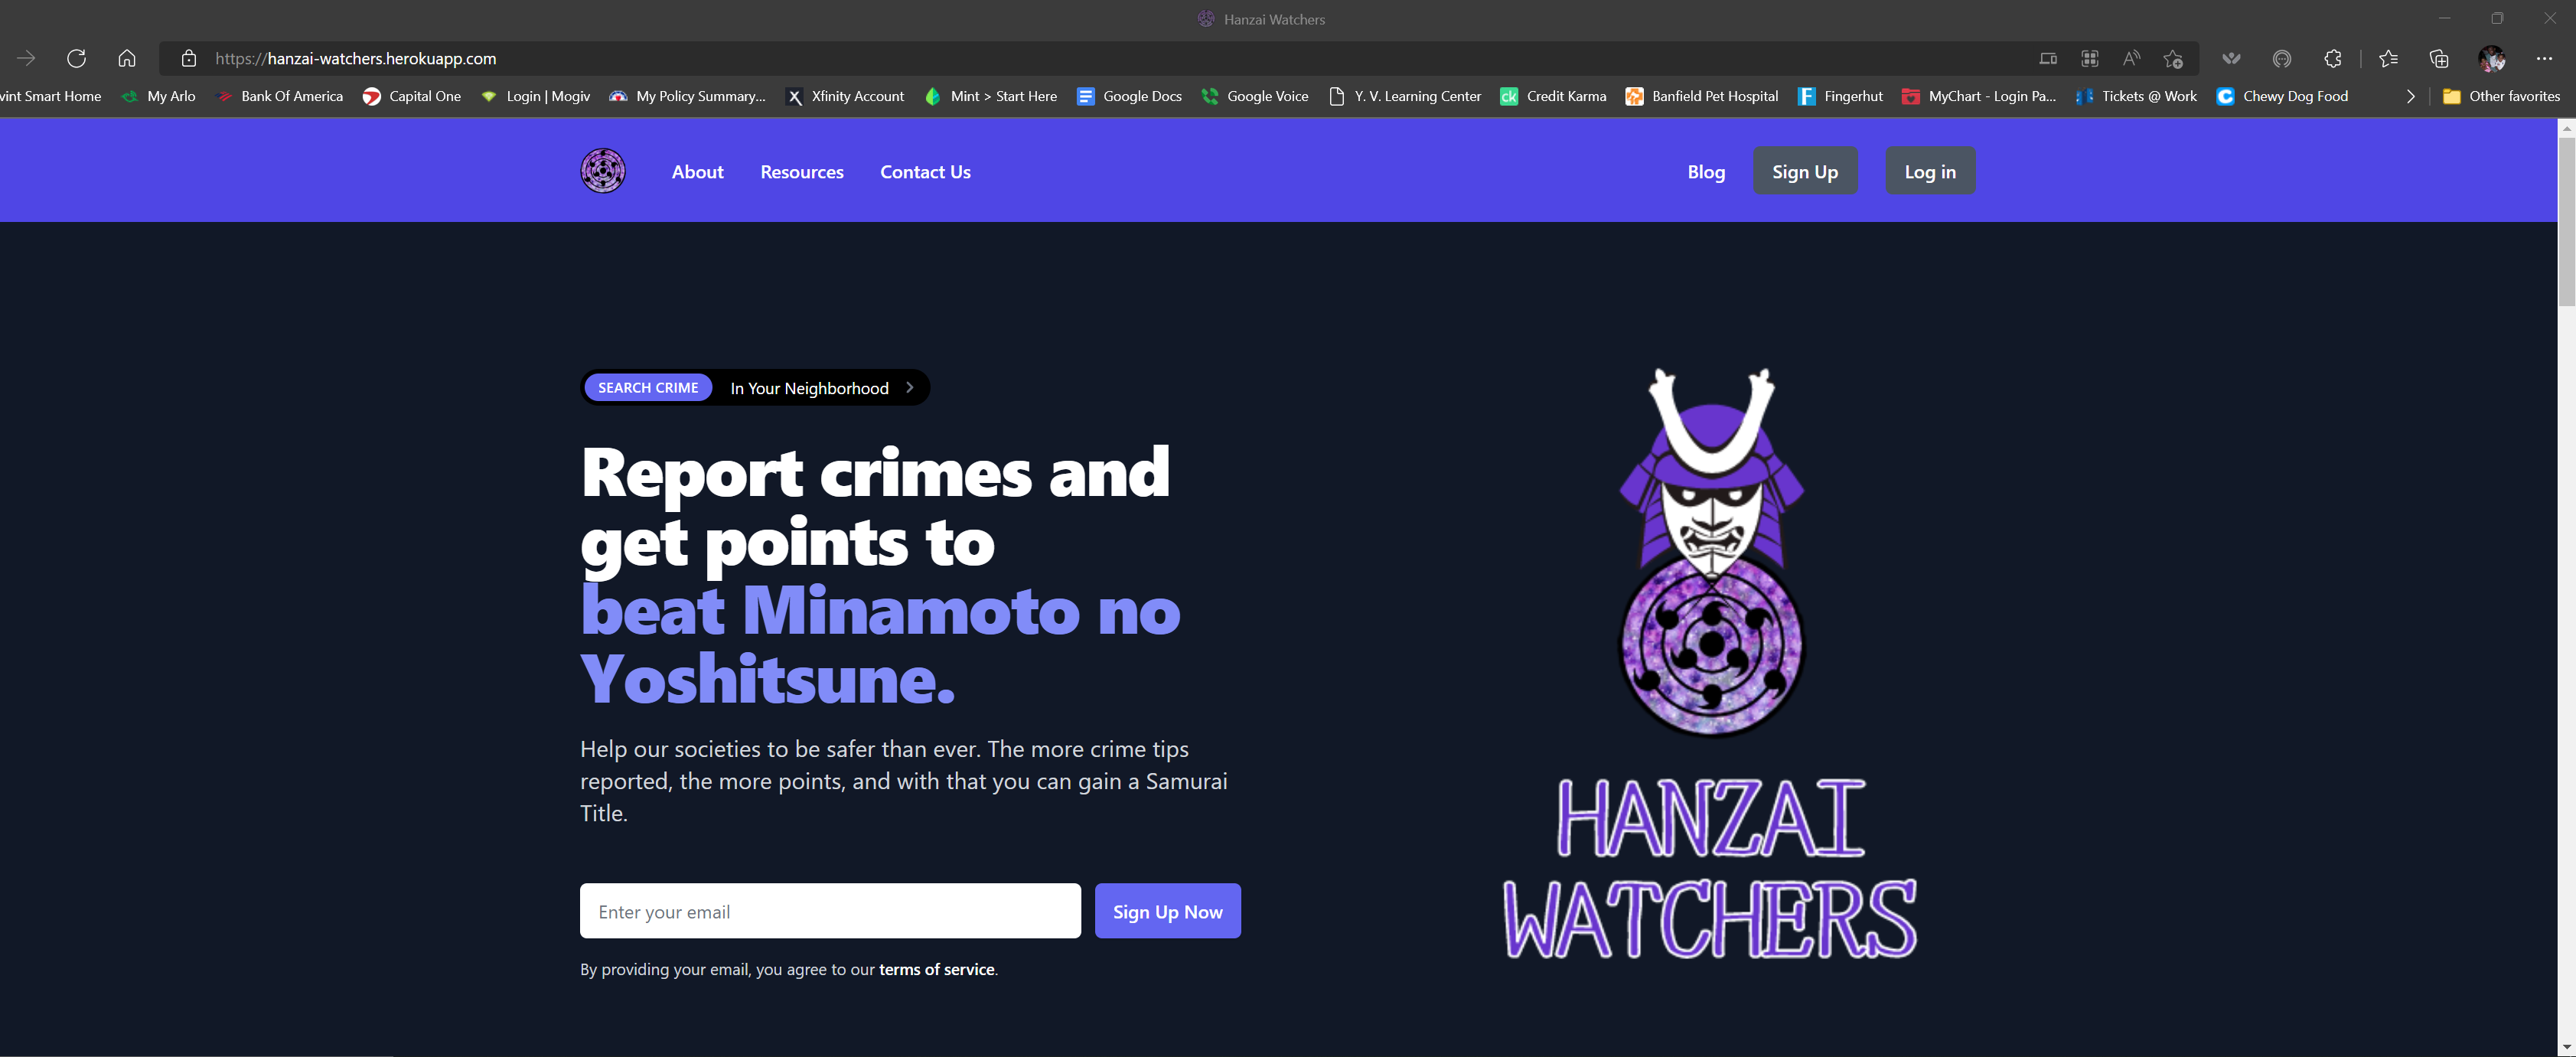 Hanzai Watchers
https://hanzai-watchers.herokuapp.com
vint Smart Home My Arlo Bank Of America Capital One Login | Mogiv My Policy Summary... Xfinity Account Mint > Start Here Google Docs Google Voice Y. V. Learning Center Credit Karma Banfield Pet Hospital Fingerhut MyChart - Login Pa... Tickets @ Work Chewy Dog Food Other favorites
About Resources Contact Us Blog Sign Up Log in
SEARCH CRIME In Your Neighborhood
Report crimes and
get points to
beat Minamoto no
Yoshitsune.
Help our societies to be safer than ever. The more crime tips
reported, the more points, and with that you can gain a Samurai
Title.
Enter your email Sign Up Now
By providing your email, you agree to our terms of service.
HANZAI
WATCHERS